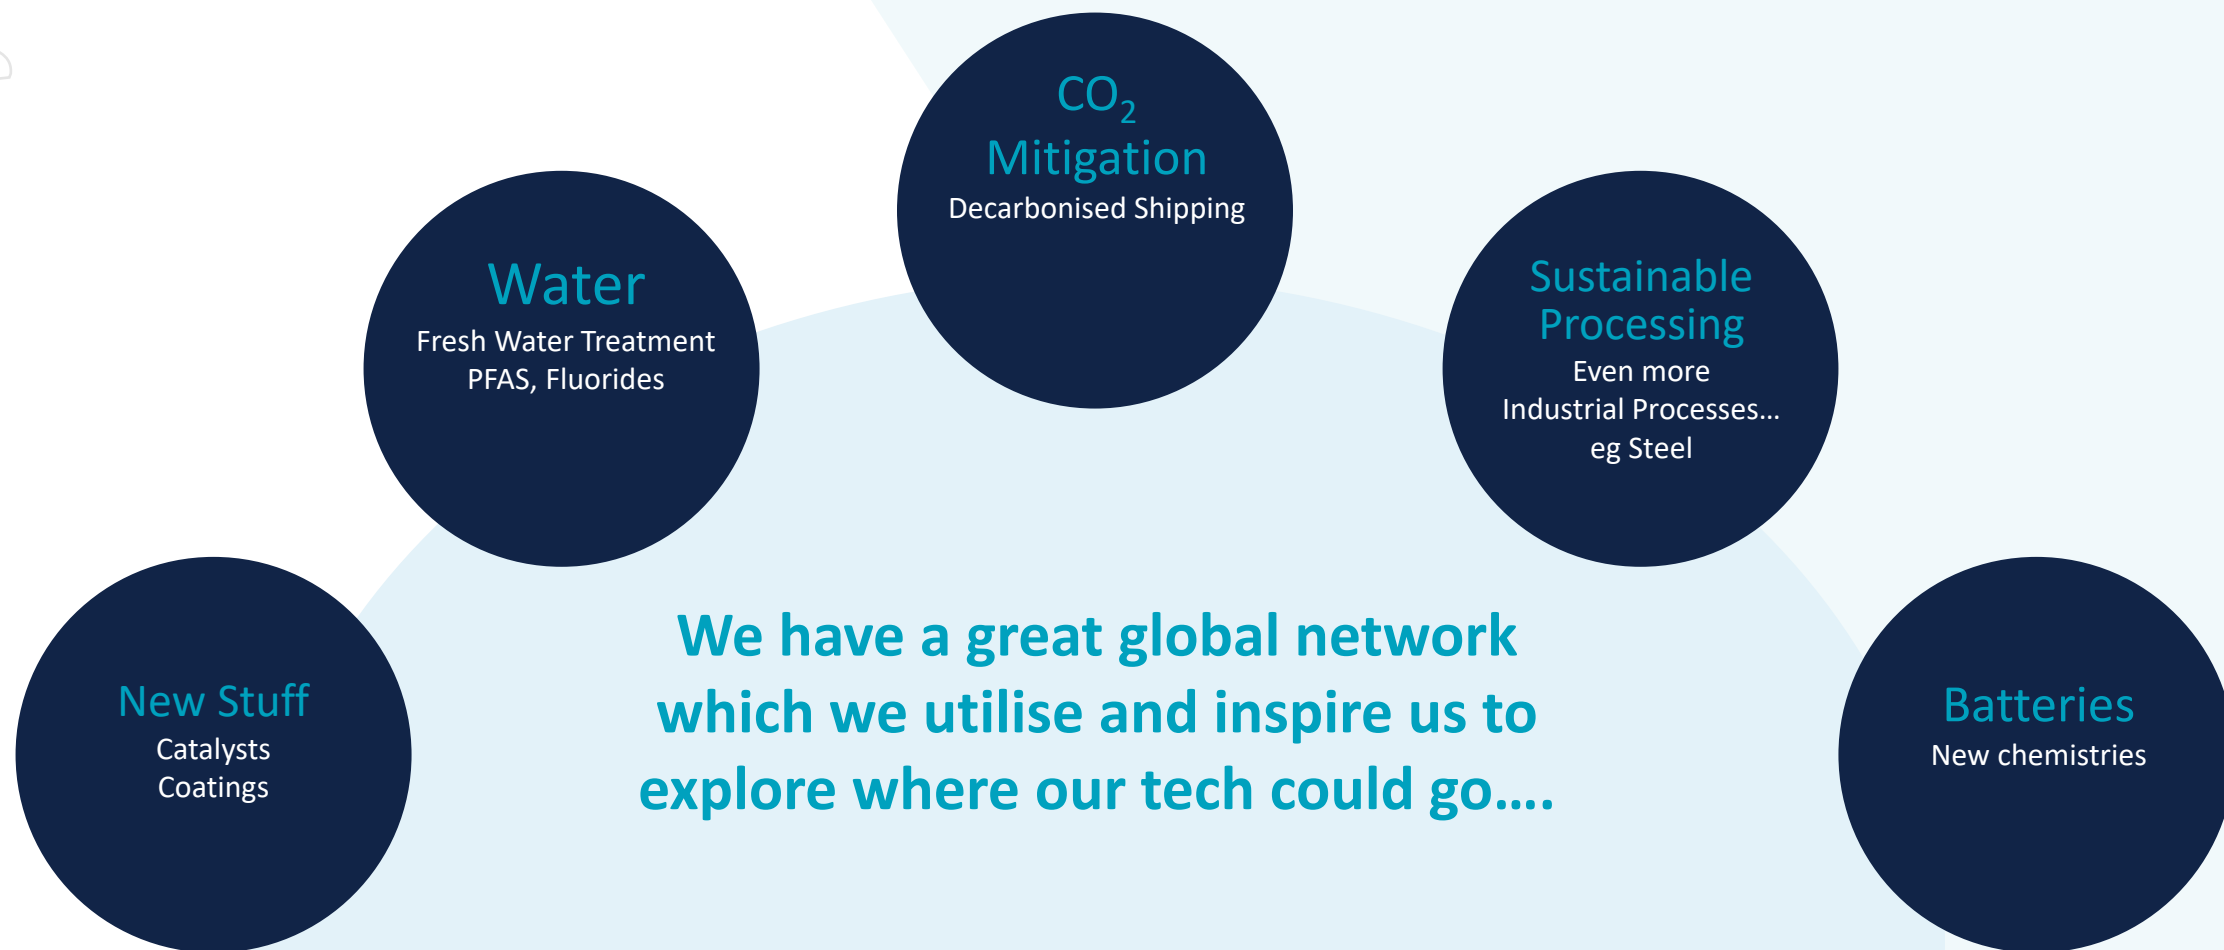 New Stuff
Catalysts
Coatings
Water
Fresh Water Treatment
PFAS, Fluorides
CO₂
Mitigation
Decarbonised Shipping
Sustainable
Processing
Even more
Industrial Processes...
eg Steel
Batteries
New chemistries
We have a great global network
which we utilise and inspire us to
explore where our tech could go....